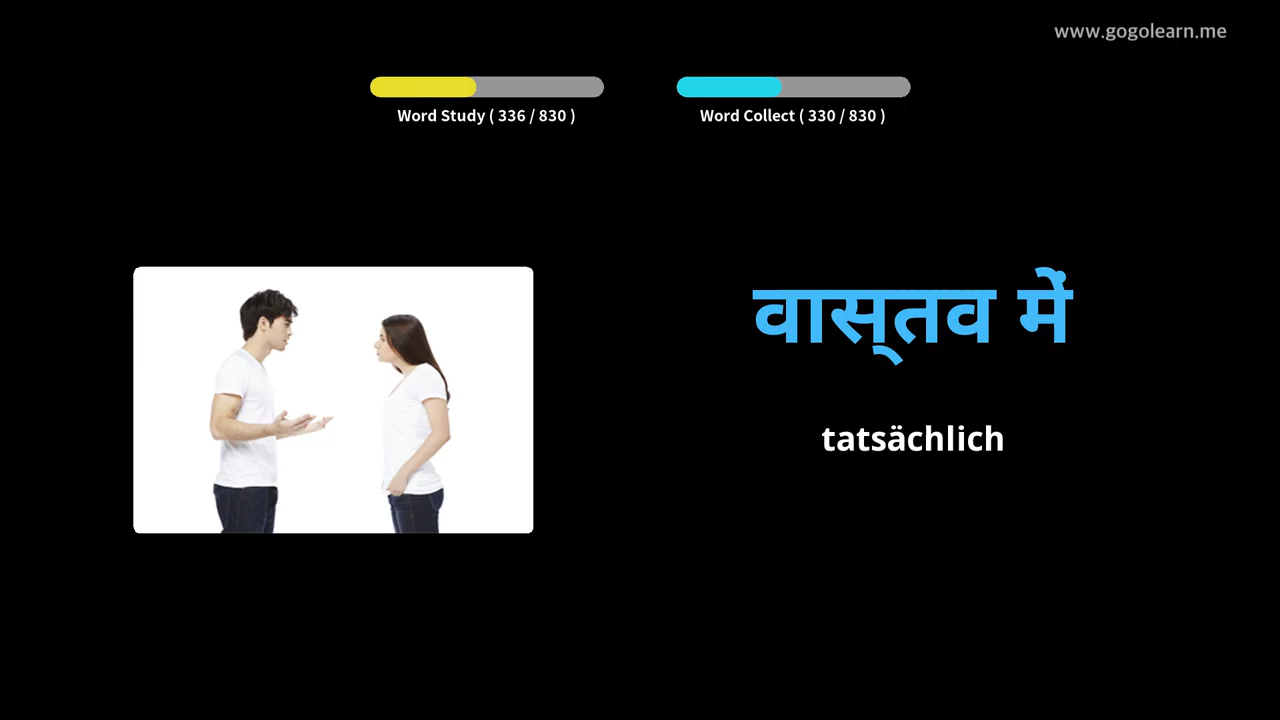 www.gogolearn.me
Word Study ( 336 / 830 )
Word Collect ( 330 / 830 )
वास्तव में
tatsächlich